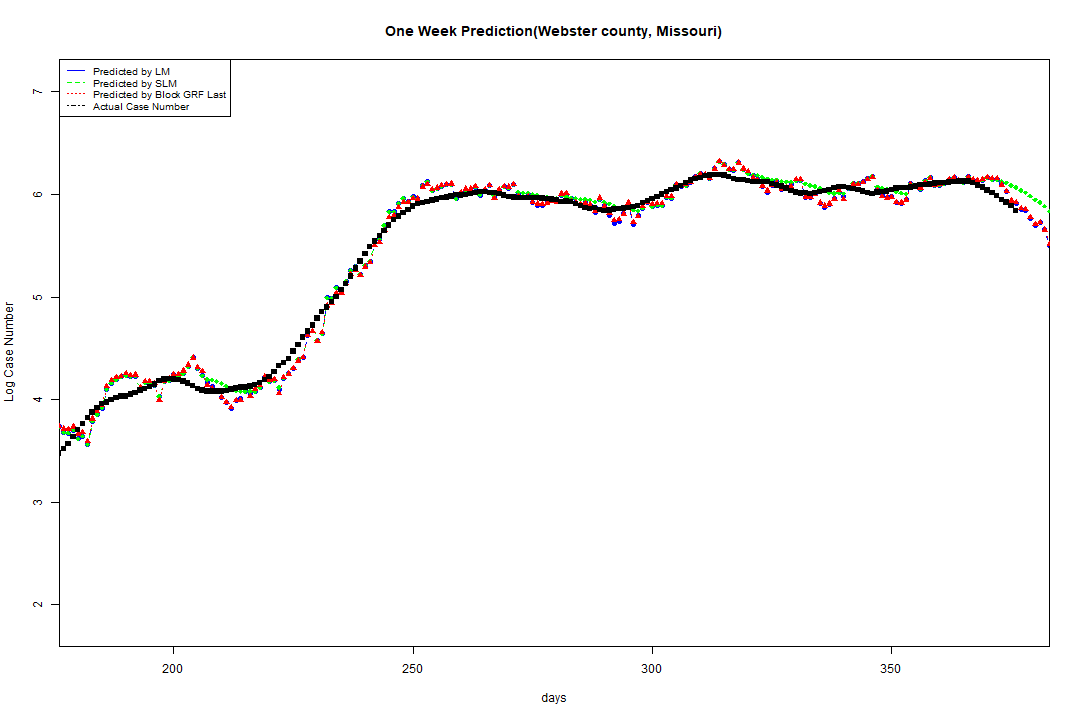 One Week Prediction(Webster county, Missouri)
Predicted by LM
Predicted by SLM
Predicted by Block GRF Last
Actual Case Number
7
6
5
4
3
2
Log Case Number
200
250
300
350
days